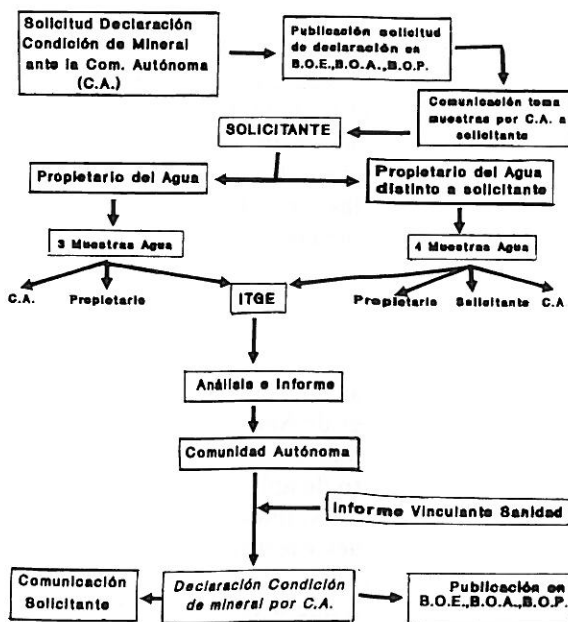 Solicitud Declaración
Condición de Mineral
ante la Com. Autónoma
(C.A.)
Publicación solicitud
de declaración en
B.O.E.,B.O.A.,B.O.P.
Comunicación toma
muestras por C.A. a
solicitante
SOLICITANTE
Propietario del Agua
Propietario del Agua
distinto a solicitante
3 Muestras Agua
4 Muestras Agua
C.A.
Propietario
ITGE
Propietario
Solicitante
C.A
Análisis e Informe
Comunidad Autónoma
Informe Vinculante Sanidad
Comunicación
Solicitante
Declaración Condición
de mineral por C.A.
Publicación en
B.O.E.,B.O.A.,B.O.P.